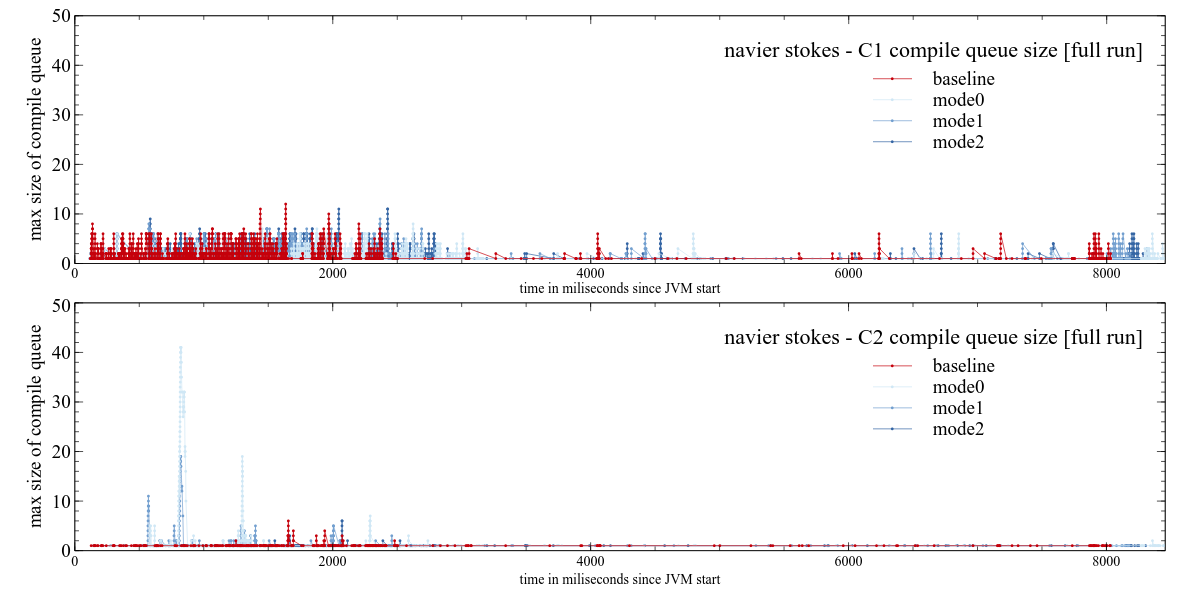 navier stokes - C1 compile queue size [full run]
baseline
mode0
mode1
mode2
max size of compile queue
50
40
30
20
10
0
0 2000 4000 6000 8000
time in miliseconds since JVM start
navier stokes - C2 compile queue size [full run]
baseline
mode0
mode1
mode2
max size of compile queue
50
40
30
20
10
0
0 2000 4000 6000 8000
time in miliseconds since JVM start